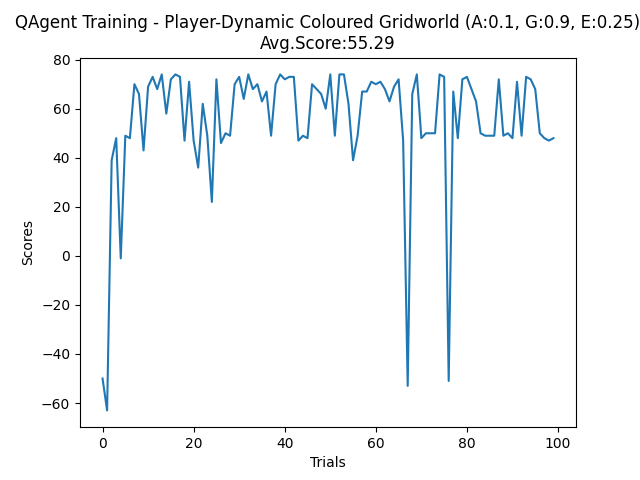 QAgent Training - Player-Dynamic Coloured Gridworld (A:0.1, G:0.9, E:0.25)
Avg.Score:55.29
80
60
40
20
0
−20
−40
−60
Scores
0 20 40 60 80 100
Trials